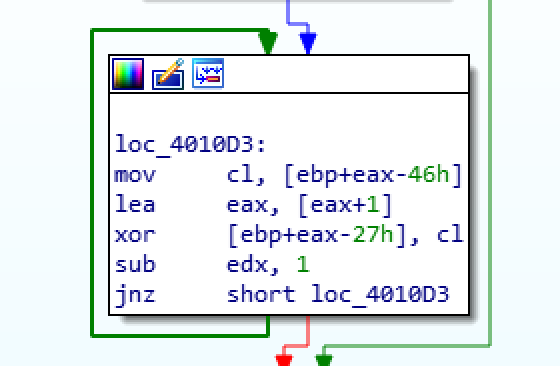 loc_4010D3:
mov cl, [ebp+eax-46h]
lea eax, [eax+1]
xor [ebp+eax-27h], cl
sub edx, 1
jnz short loc_4010D3